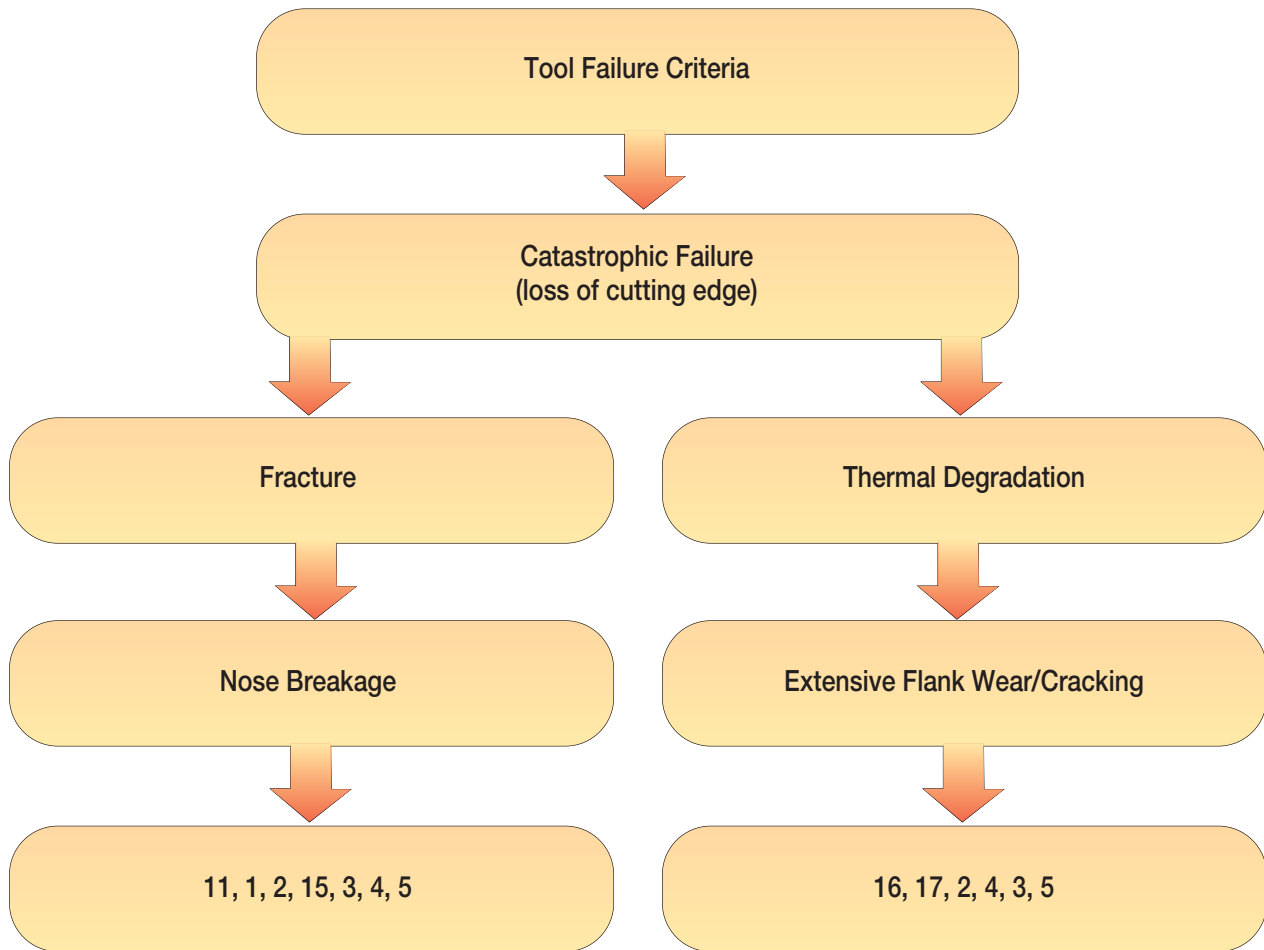 Tool Failure Criteria
Catastrophic Failure
(loss of cutting edge)
Fracture
Thermal Degradation
Nose Breakage
Extensive Flank Wear/Cracking
11, 1, 2, 15, 3, 4, 5
16, 17, 2, 4, 3, 5